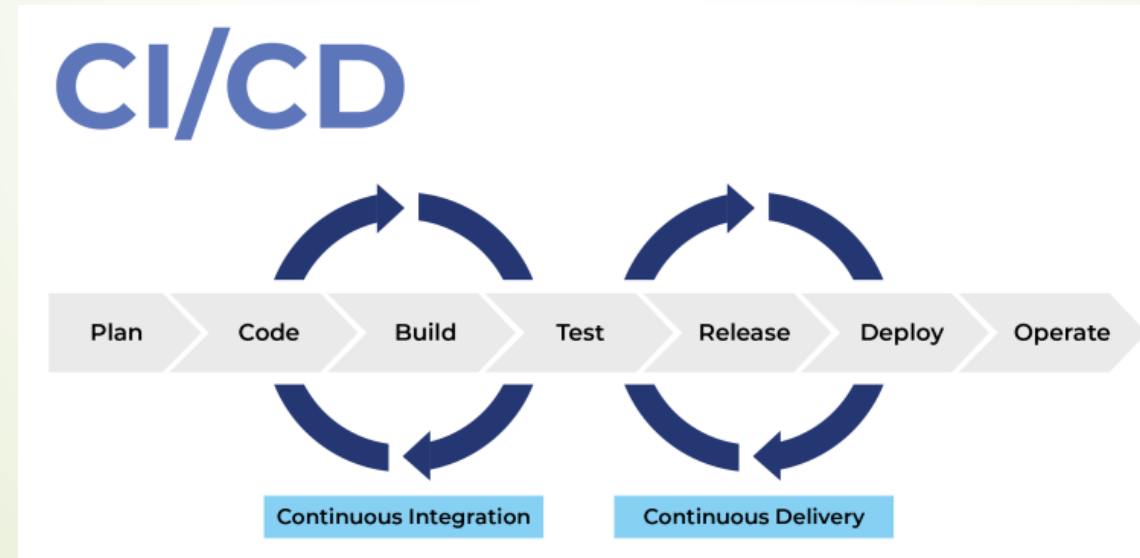 CI/CD
Plan Code Build Test Release Deploy Operate
Continuous Integration Continuous Delivery